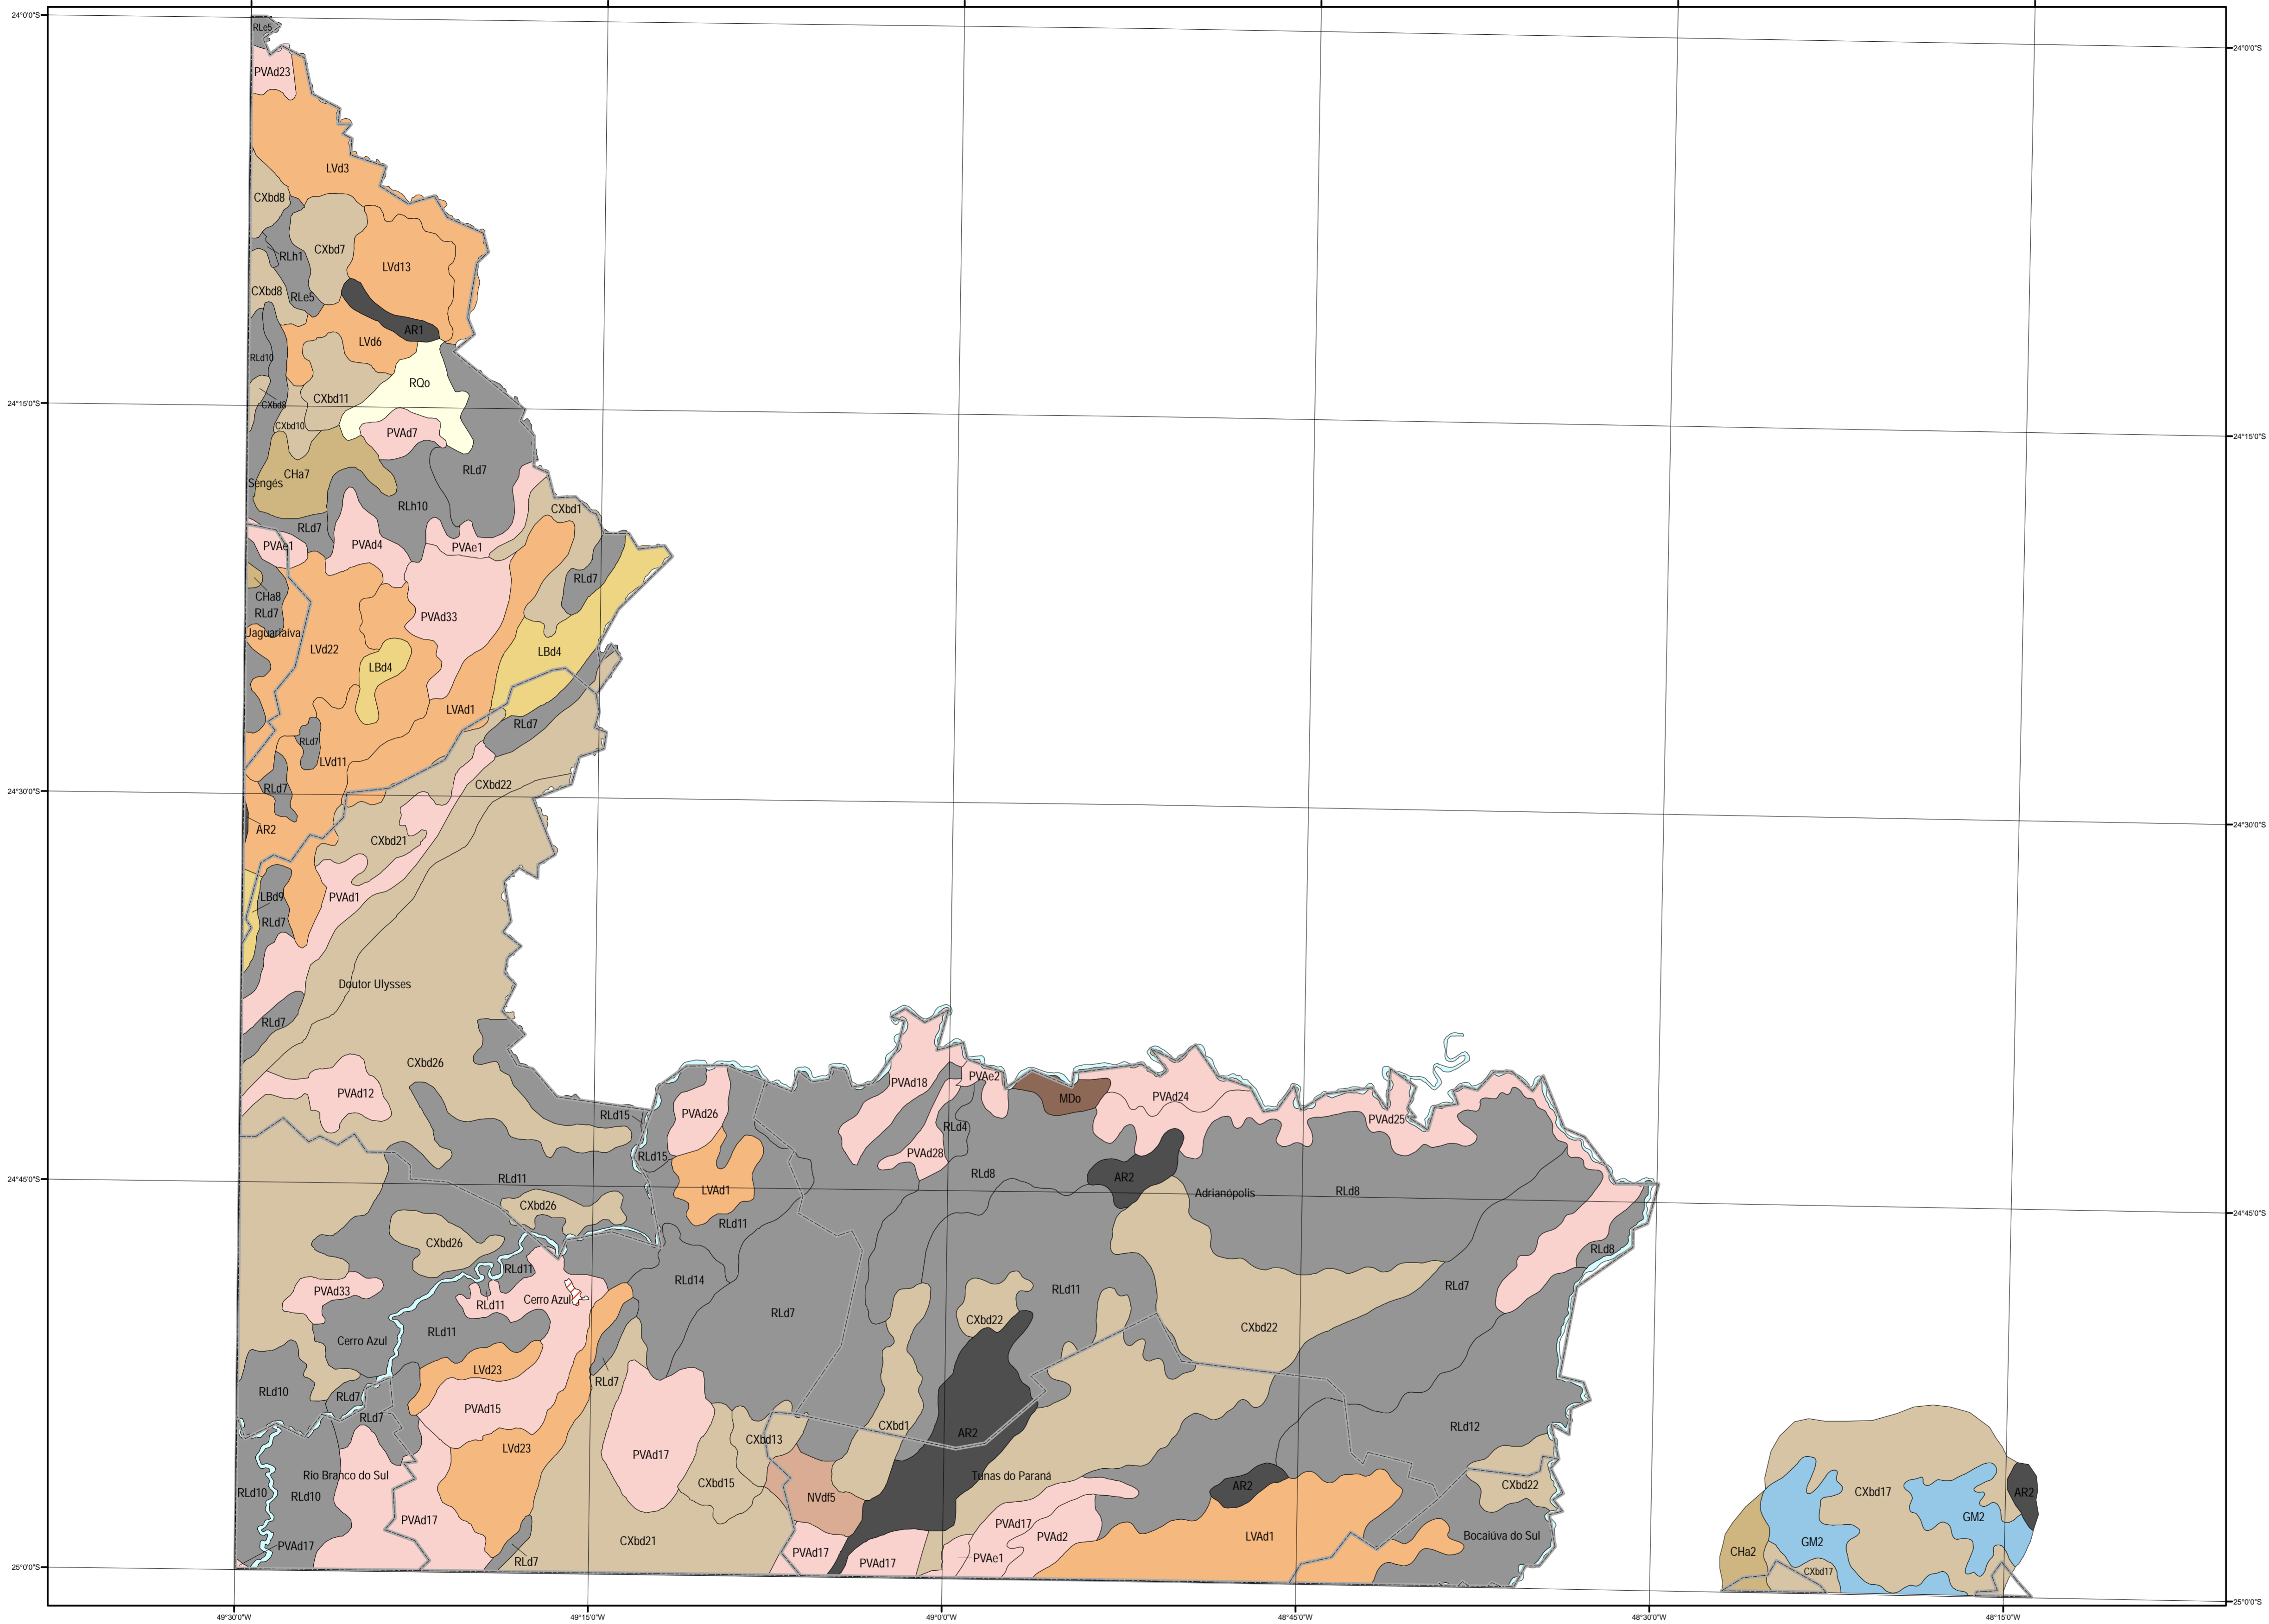 24°0'0"S
RLe5
24°0'0"S
PVAd23
LVd3
CXbd8
CXbd7
RLh1
LVd13
CXbd8
RLe5
AR1
LVd6
RLd10
RQo
CXbd11
24°15'0"S
CXbd8
CXbd10
PVAd7
24°15'0"S
RLd7
CHa7
Sengés
RLh10
CXbd1
RLd7
PVAe1
PVAd4
PVAe1
RLd7
CHa8
RLd7
PVAd33
Jaguariaíva
LVd22
LBd4
LBd4
LVAd1
RLd7
RLd7
LVd11
CXbd22
RLd7
24°30'0"S
24°30'0"S
AR2
CXbd21
LBd9
PVAd1
RLd7
Doutor Ulysses
RLd7
CXbd26
PVAd12
PVAd18
PVAe2
MDo
PVAd24
RLd15
PVAd26
PVAd25
RLd4
RLd15
PVAd28
RLd11
RLd8
AR2
24°45'0"S
LVAd1
Adrianópolis
RLd8
CXbd26
24°45'0"S
RLd11
CXbd26
RLd8
RLd11
RLd14
RLd7
PVAd33
RLd11
RLd11
Cerro Azul
RLd7
CXbd22
CXbd22
Cerro Azul
RLd11
LVd23
RLd7
RLd10
RLd7
PVAd15
RLd7
CXbd1
RLd12
AR2
CXbd13
LVd23
PVAd17
Rio Branco do Sul
Tunas do Paraná
CXbd15
AR2
CXbd22
RLd10
RLd10
NVdf5
CXbd17
AR2
PVAd17
PVAd17
GM2
PVAd2
LVAd1
Bocaiúva do Sul
CXbd21
GM2
PVAd17
PVAd17
CHa2
PVAe1
RLd7
PVAd17
25°0'0"S
CXbd17
25°0'0"S
49°30'0"W
49°15'0"W
49°0'0"W
48°45'0"W
48°30'0"W
48°15'0"W